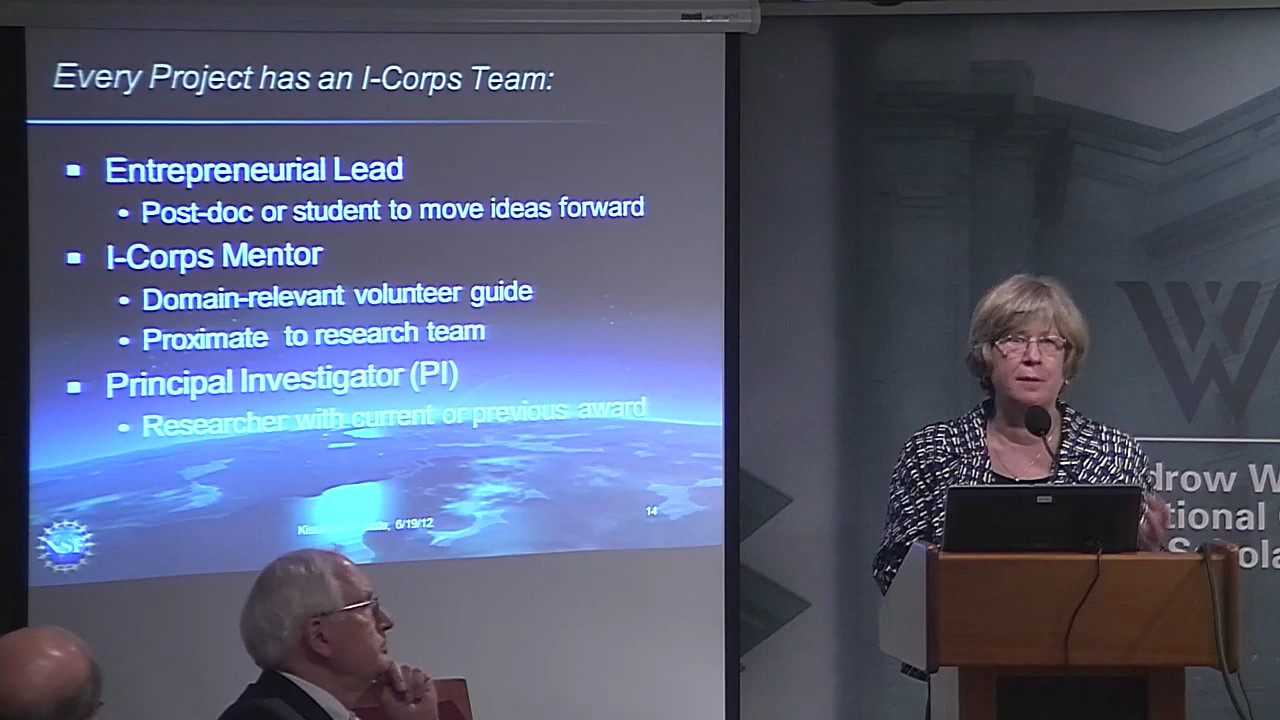 Every Project has an I-Corps Team:
▪ Entrepreneurial Lead
• Post-doc or student to move ideas forward
▪ I-Corps Mentor
• Domain-relevant volunteer guide
• Proximate to research team
▪ Principal Investigator (PI)
• Researcher with current or previous award
6/19/12
14
NSF
W
drow W
tional
Schola